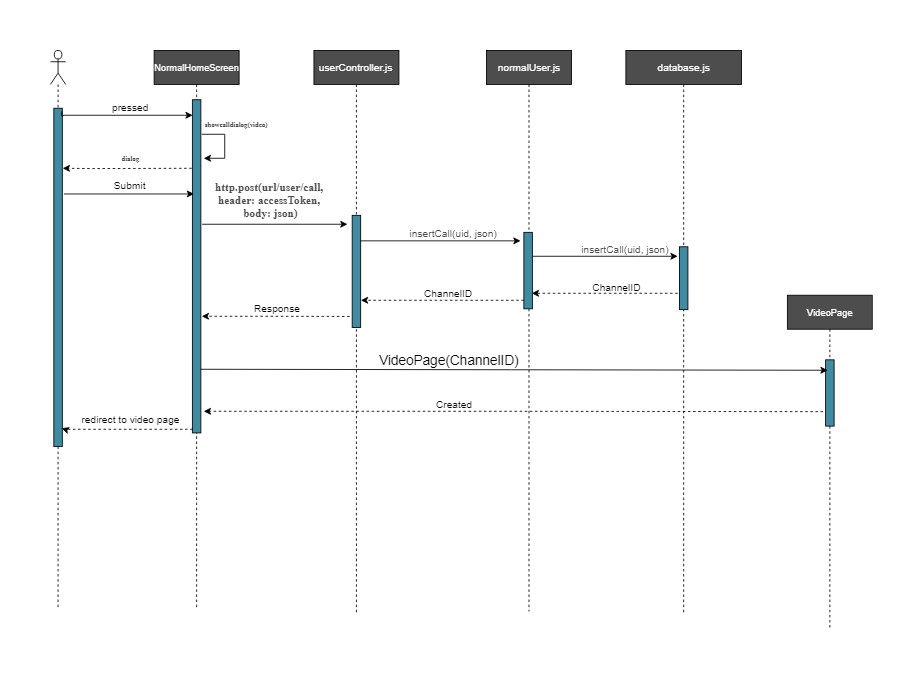 NormalHomeScreen
userController.js
normalUser.js
database.js
pressed
showcalldialog(video)
dialog
Submit
http.post(url/user/call,
header: accessToken,
body: json)
insertCall(uid, json)
insertCall(uid, json)
ChannelID
ChannelID
Response
VideoPage
VideoPage(ChannelID)
Created
redirect to video page